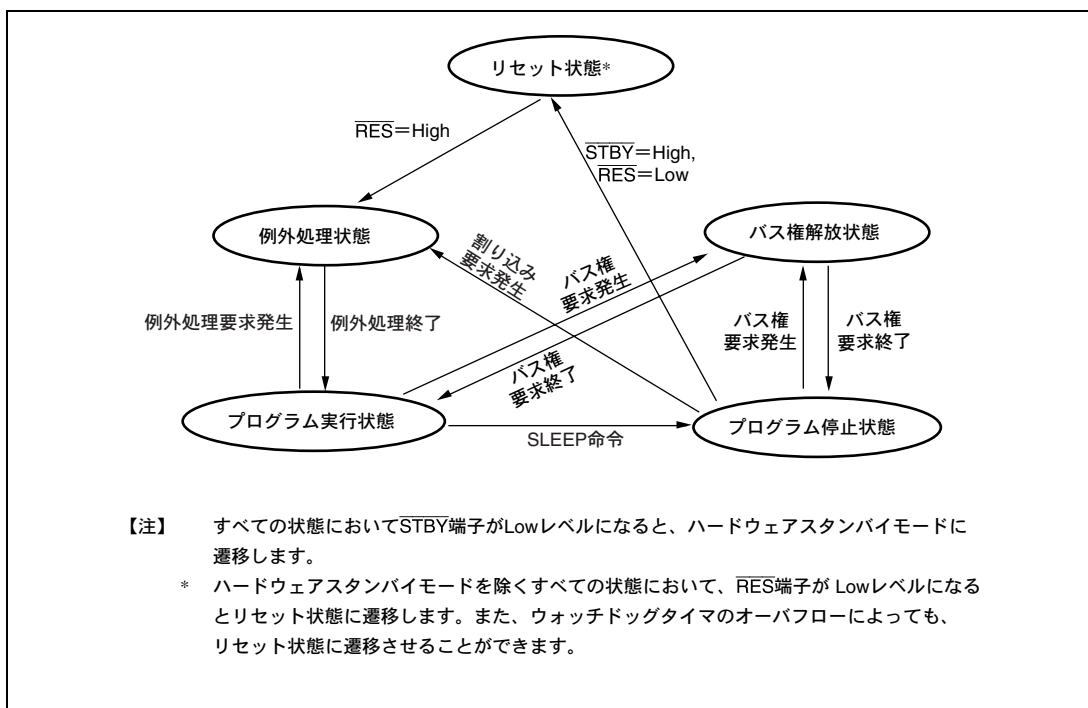 リセット状態*
R̅E̅S̅=High
S̅T̅B̅Y̅=High,
R̅E̅S̅=Low
例外処理状態
バス権解放状態
割り込み
要求発生
バス権
要求発生
例外処理要求発生
例外処理終了
バス権
要求発生
バス権
要求終了
バス権
要求終了
プログラム実行状態
SLEEP命令
プログラム停止状態
【注】 すべての状態においてS̅T̅B̅Y̅端子がLowレベルになると、ハードウェアスタンバイモードに
遷移します。
* ハードウェアスタンバイモードを除くすべての状態において、R̅E̅S̅端子が Lowレベルになる
とリセット状態に遷移します。また、ウォッチドッグタイマのオーバフローによっても、
リセット状態に遷移させることができます。